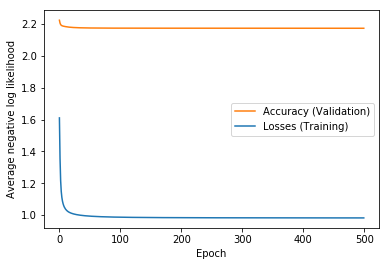 2.2
2.0
1.8
1.6
1.4
1.2
1.0
Average negative log likelihood
Accuracy (Validation)
Losses (Training)
0 100 200 300 400 500
Epoch